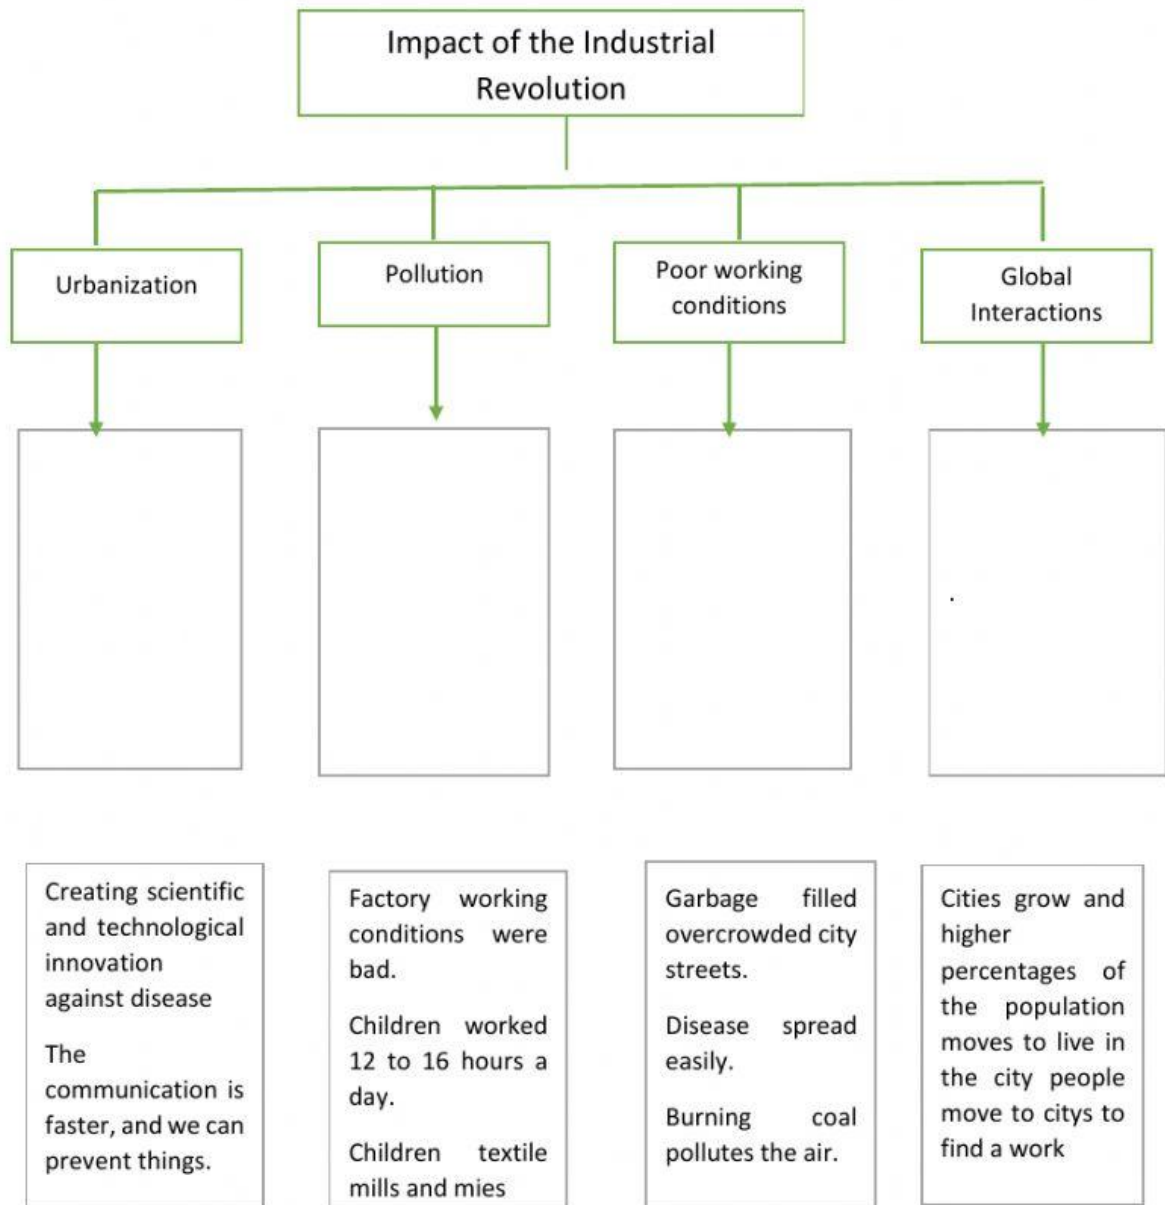 Impact of the Industrial
Revolution
Urbanization
Pollution
Poor working
conditions
Global
Interactions
.
Creating scientific
and technological
innovation
against disease
The
communication is
faster, and we can
prevent things.
Factory working
conditions were
bad.
Children worked
12 to 16 hours a
day.
Children textile
mills and mies
Garbage filled
overcrowded city
streets.
Disease spread
easily.
Burning coal
pollutes the air.
Cities grow and
higher
percentages of
the population
moves to live in
the city people
move to citys to
find a work